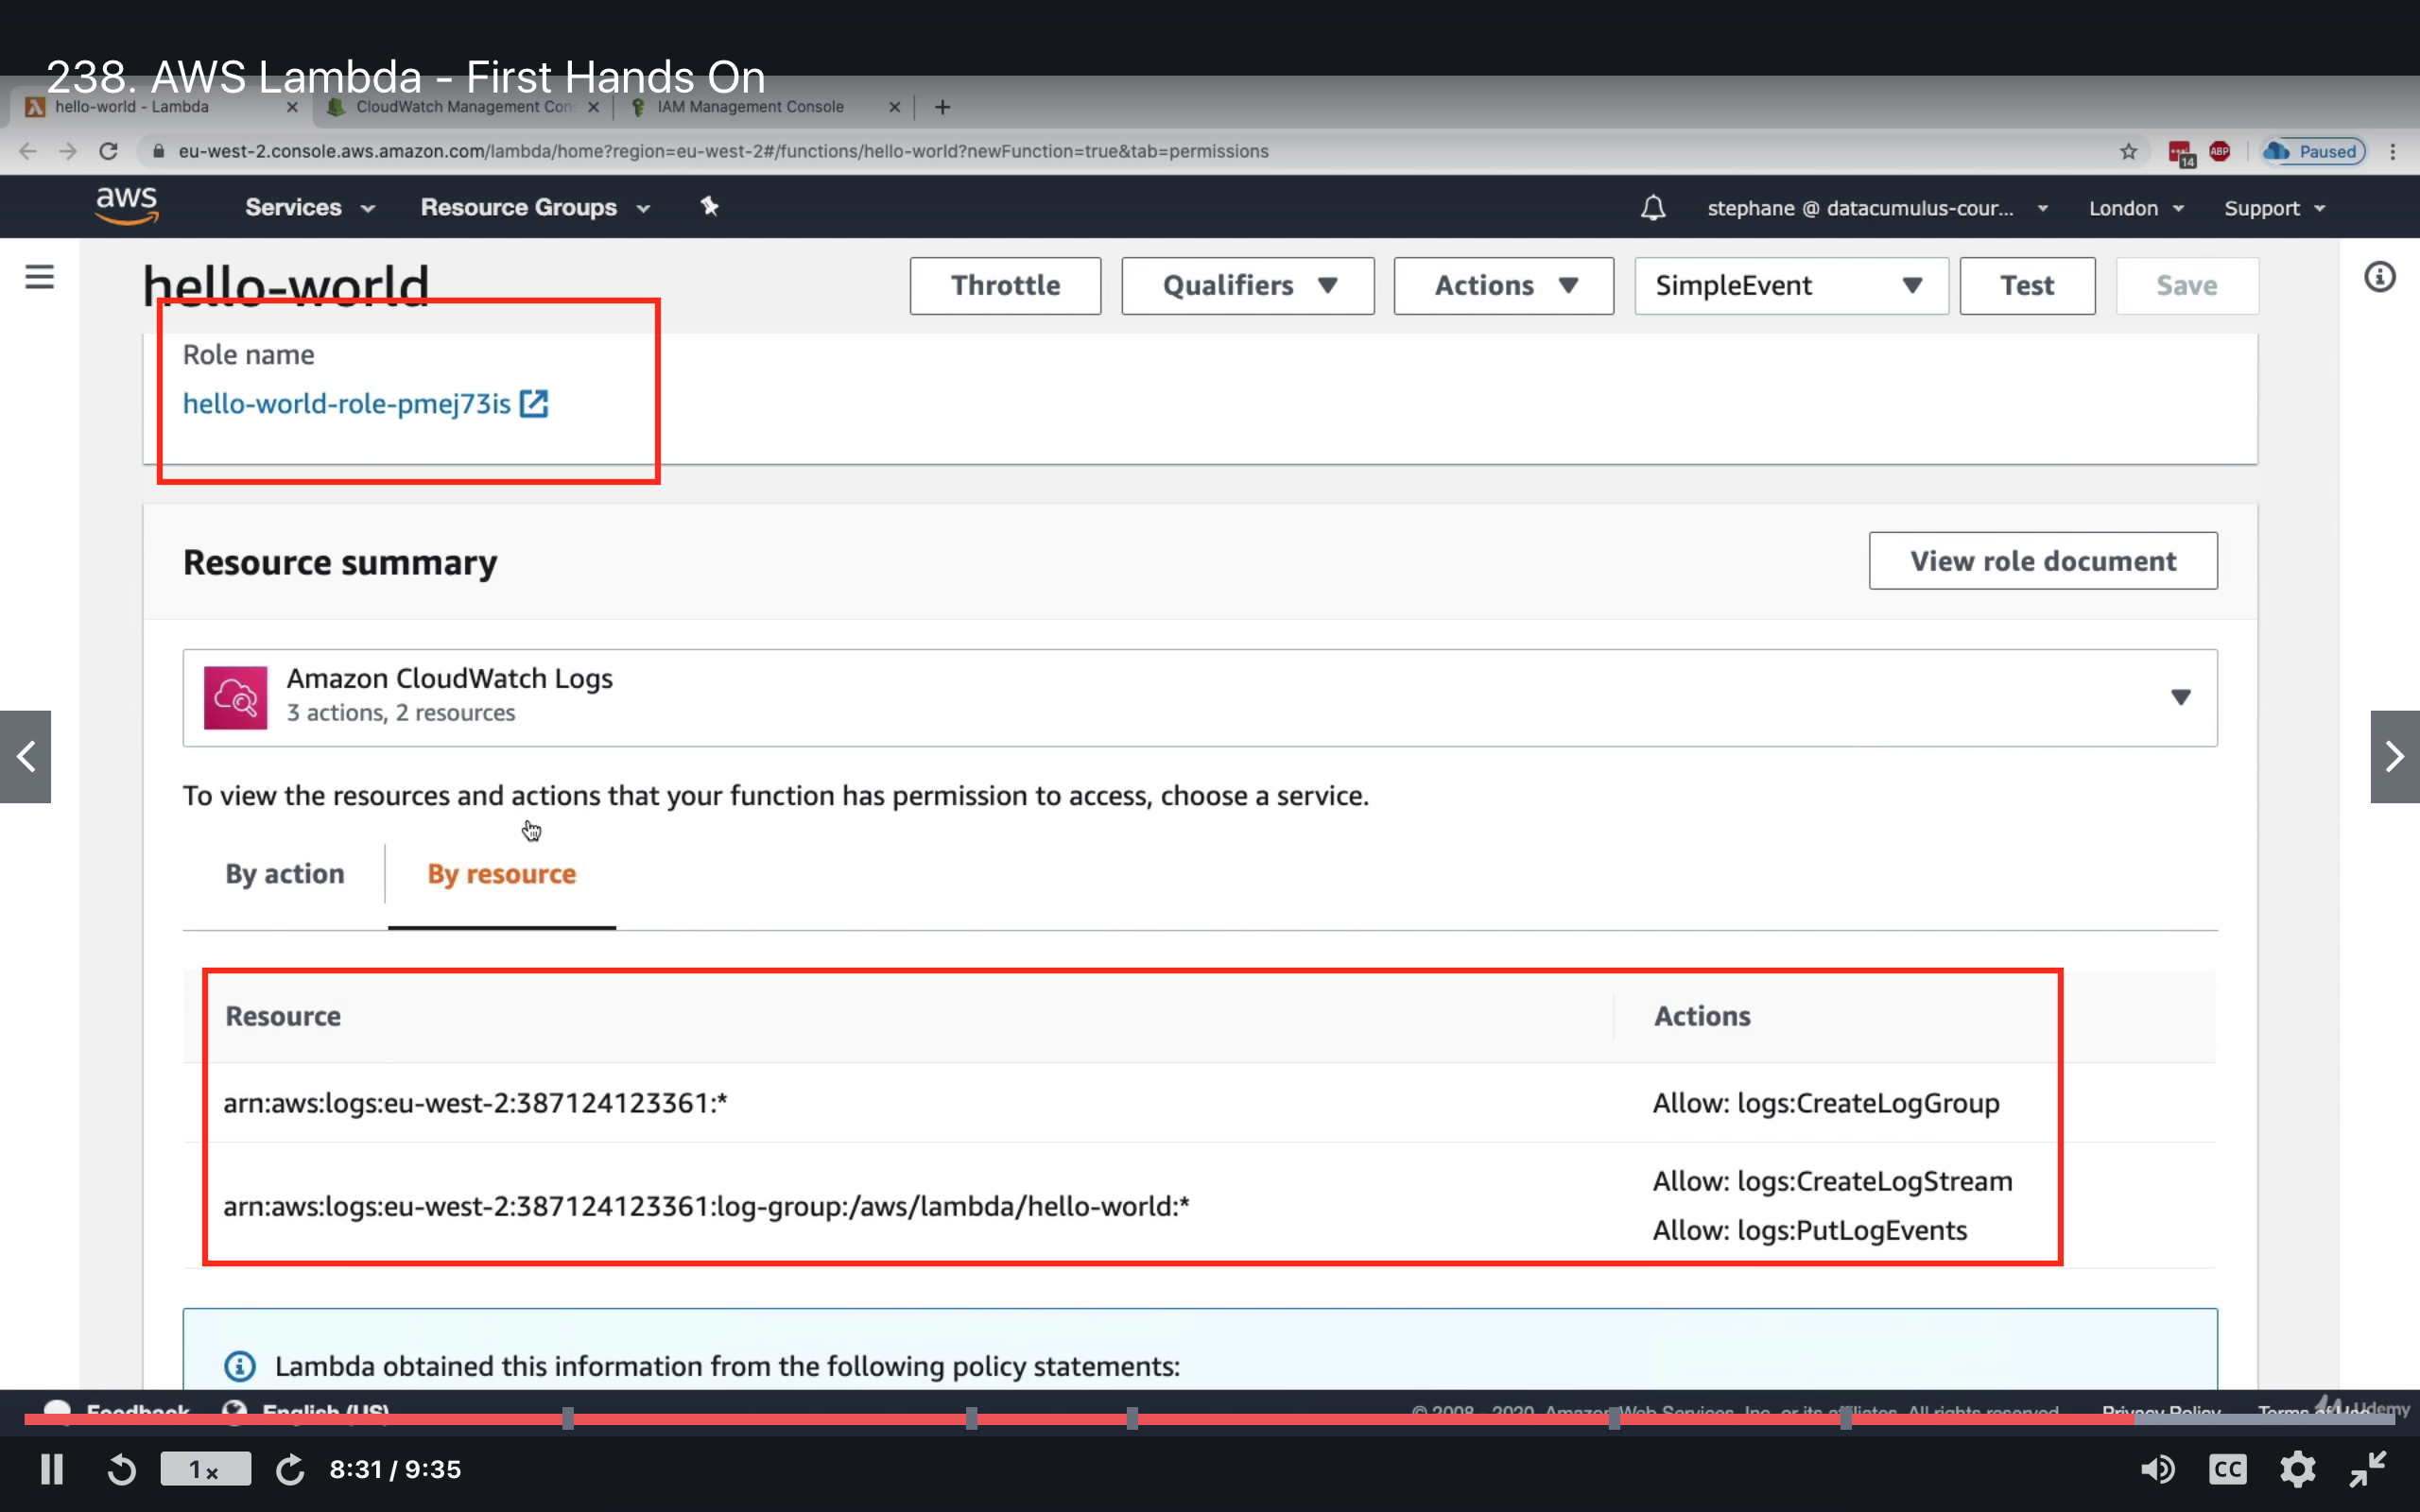 238. AWS Lambda - First Hands On
hello-world - Lambda
CloudWatch Management Con
IAM Management Console
eu-west-2.console.aws.amazon.com/lambda/home?region=eu-west-2#/functions/hello-world?newFunction=true&tab=permissions
14
ABP
Paused
aws
Services
Resource Groups
stephane @ datacumulus-cour...
London
Support
hello-world
Throttle
Qualifiers
Actions
SimpleEvent
Test
Save
Role name
hello-world-role-pmej73is
Resource summary
View role document
Amazon CloudWatch Logs
3 actions, 2 resources
To view the resources and actions that your function has permission to access, choose a service.
By action
By resource
Resource
Actions
arn:aws:logs:eu-west-2:387124123361:*
Allow: logs:CreateLogGroup
arn:aws:logs:eu-west-2:387124123361:log-group:/aws/lambda/hello-world:*
Allow: logs:CreateLogStream
Allow: logs:PutLogEvents
Lambda obtained this information from the following policy statements:
Feedback
English (US)
© 2008 - 2020, Amazon Web Services, Inc. or its affiliates. All rights reserved.
Privacy Policy
Terms of Use
Udemy
1x
8:31 / 9:35
CC